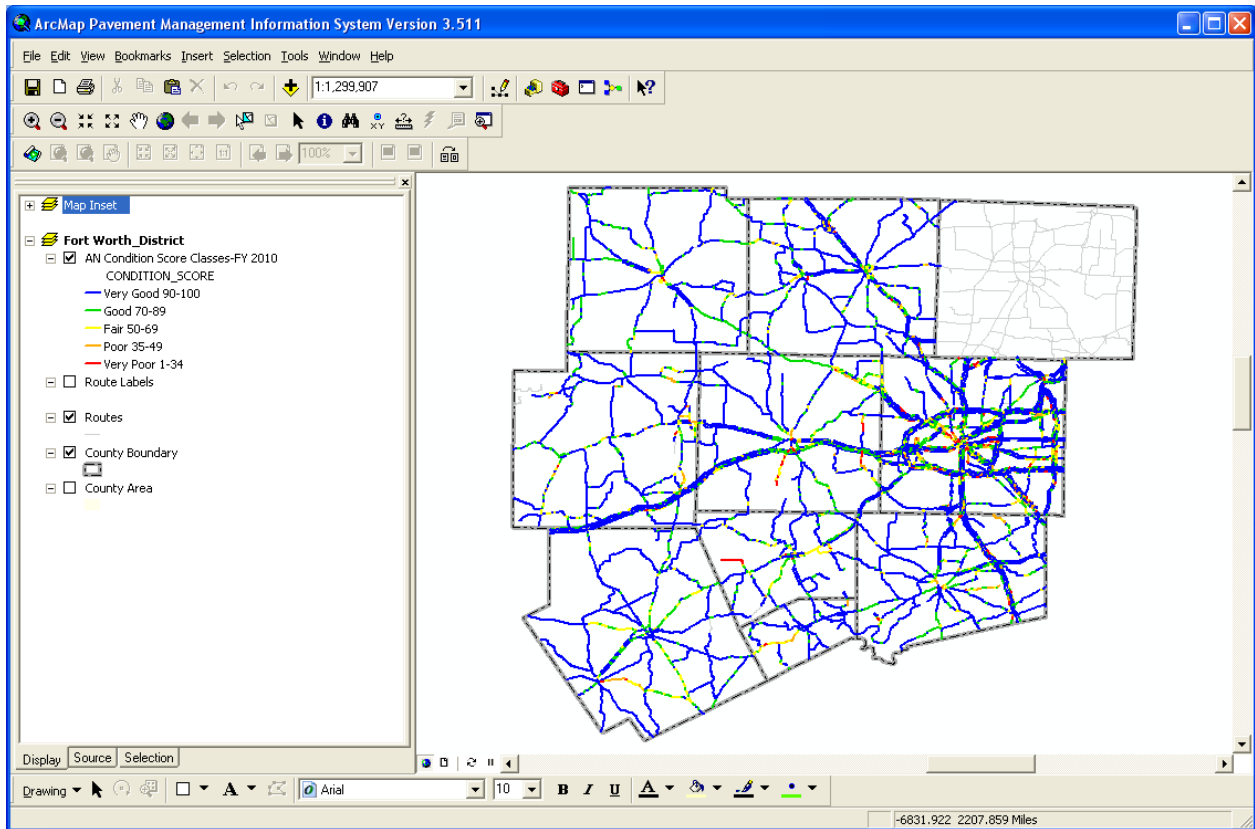 ArcMap Pavement Management Information System Version 3.511
File Edit View Bookmarks Insert Selection Tools Window Help
1:1,299,907
XY
1:1
100%
Map Inset
Fort Worth_District
AN Condition Score Classes-FY 2010
CONDITION_SCORE
Very Good 90-100
Good 70-89
Fair 50-69
Poor 35-49
Very Poor 1-34
Route Labels
Routes
County Boundary
County Area
Display Source Selection
Drawing A Arial 10 B I U A
-6831.922 2207.859 Miles